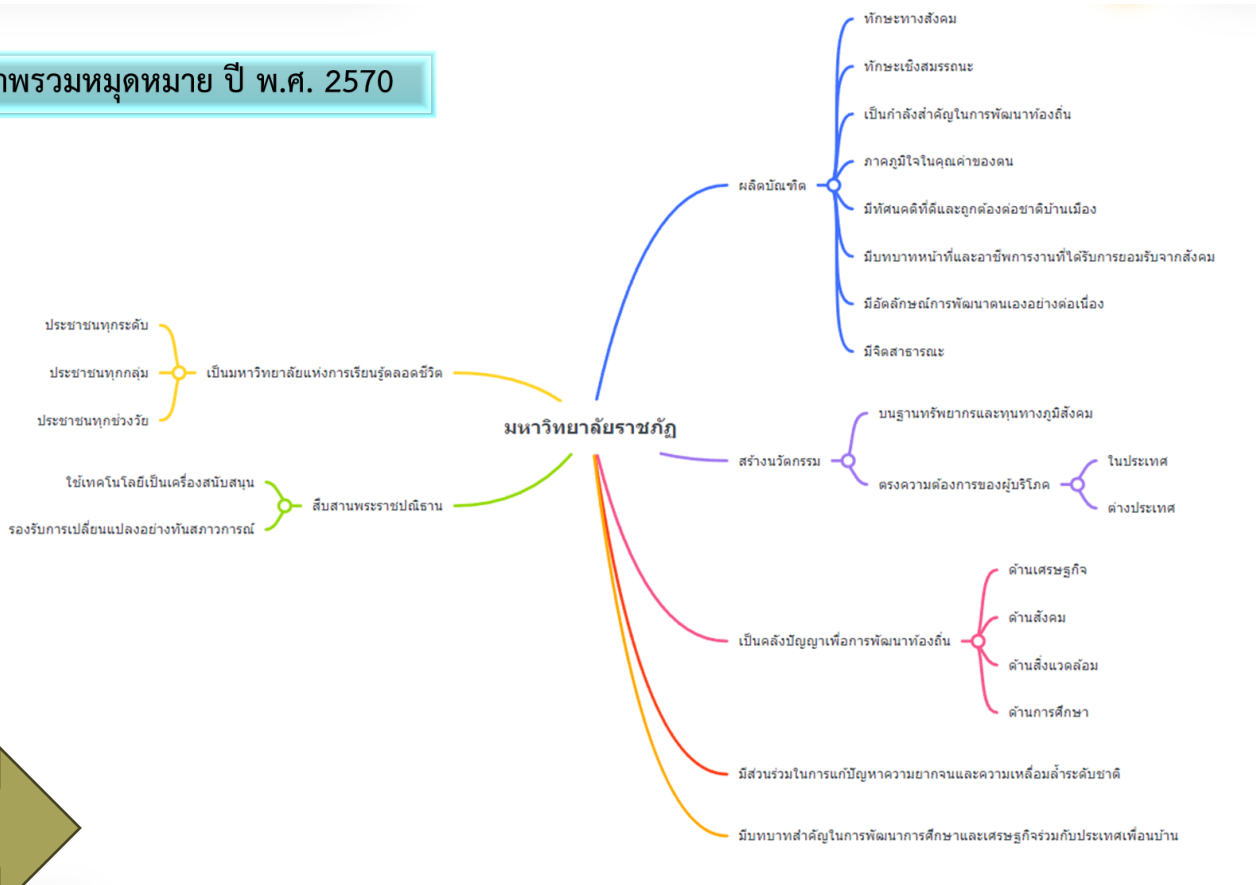 าพรวมหมุดหมาย ปี พ.ศ. 2570
มหาวิทยาลัยราชภัฏ
ผลิตบัณฑิต
ทักษะทางสังคม
ทักษะเชิงสมรรถนะ
เป็นกำลังสำคัญในการพัฒนาท้องถิ่น
ภาคภูมิใจในคุณค่าของตน
มีทัศนคติที่ดีและถูกต้องต่อชาติบ้านเมือง
มีบทบาทหน้าที่และอาชีพการงานที่ได้รับการยอมรับจากสังคม
มีอัตลักษณ์การพัฒนาตนเองอย่างต่อเนื่อง
มีจิตสาธารณะ
สร้างนวัตกรรม
บนฐานทรัพยากรและทุนทางภูมิสังคม
ตรงความต้องการของผู้บริโภค
ในประเทศ
ต่างประเทศ
เป็นคลังปัญญาเพื่อการพัฒนาท้องถิ่น
ด้านเศรษฐกิจ
ด้านสังคม
ด้านสิ่งแวดล้อม
ด้านการศึกษา
มีส่วนร่วมในการแก้ปัญหาความยากจนและความเหลื่อมล้ำระดับชาติ
มีบทบาทสำคัญในการพัฒนาการศึกษาและเศรษฐกิจร่วมกับประเทศเพื่อนบ้าน
เป็นมหาวิทยาลัยแห่งการเรียนรู้ตลอดชีวิต
ประชาชนทุกระดับ
ประชาชนทุกกลุ่ม
ประชาชนทุกช่วงวัย
สืบสานพระราชปณิธาน
ใช้เทคโนโลยีเป็นเครื่องสนับสนุน
รองรับการเปลี่ยนแปลงอย่างทันสภาวการณ์